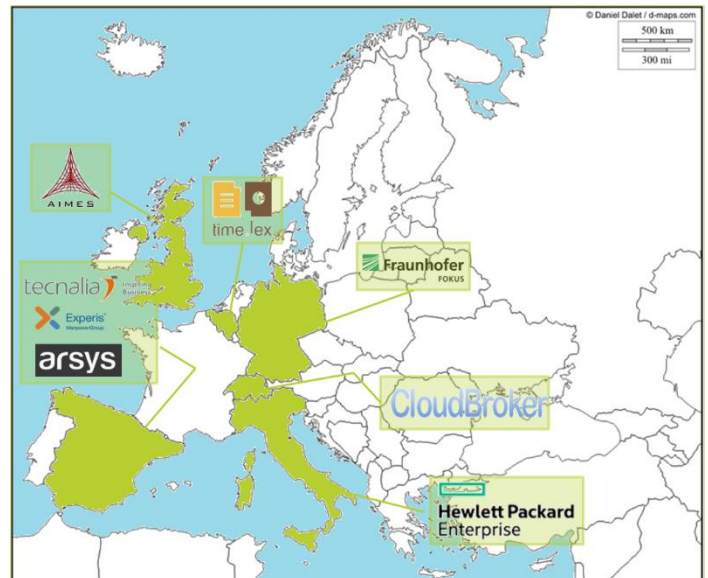 © Daniel Dalet / d-maps.com
500 km
300 mi
AIMES
time lex
Fraunhofer
FOKUS
tecnalia Inspiring
Business
Experis
ManpowerGroup
arsys
CloudBroker
Hewlett Packard
Enterprise